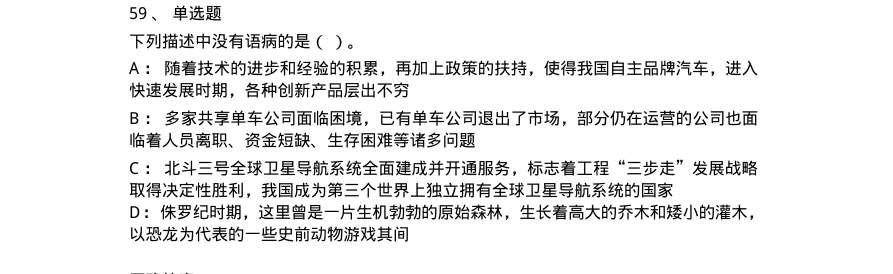 59 、 单选题
下列描述中没有语病的是（ ）。
A ： 随着技术的进步和经验的积累，再加上政策的扶持，使得我国自主品牌汽车，进入
快速发展时期，各种创新产品层出不穷
B ： 多家共享单车公司面临困境，已有单车公司退出了市场，部分仍在运营的公司也面
临着人员离职、资金短缺、生存困难等诸多问题
C ： 北斗三号全球卫星导航系统全面建成并开通服务，标志着工程“三步走”发展战略
取得决定性胜利，我国成为第三个世界上独立拥有全球卫星导航系统的国家
D ：侏罗纪时期，这里曾是一片生机勃勃的原始森林，生长着高大的乔木和矮小的灌木，
以恐龙为代表的一些史前动物游戏其间